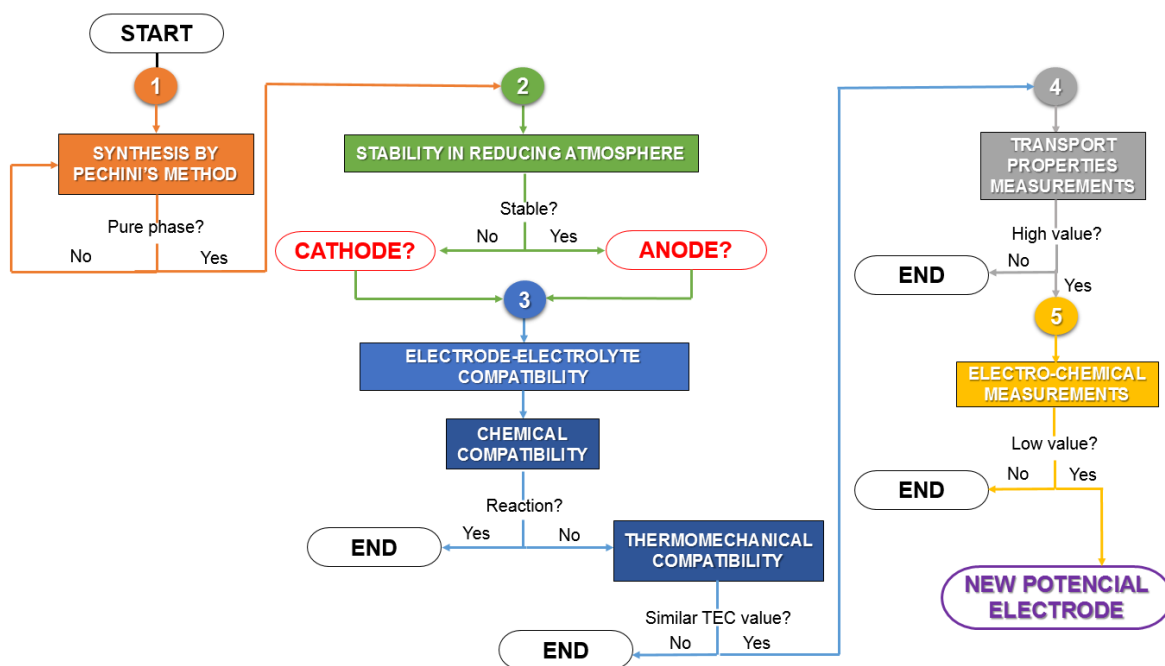 START
1
SYNTHESIS BY
PECHINI'S METHOD
Pure phase?
No
Yes
2
STABILITY IN REDUCING ATMOSPHERE
Stable?
No
Yes
CATHODE?
ANODE?
3
ELECTRODE-ELECTROLYTE
COMPATIBILITY
CHEMICAL
COMPATIBILITY
Reaction?
Yes
No
END
THERMOMECHANICAL
COMPATIBILITY
Similar TEC value?
No
Yes
END
4
TRANSPORT
PROPERTIES
MEASUREMENTS
High value?
No
Yes
END
5
ELECTRO-CHEMICAL
MEASUREMENTS
Low value?
No
Yes
END
NEW POTENCIAL
ELECTRODE